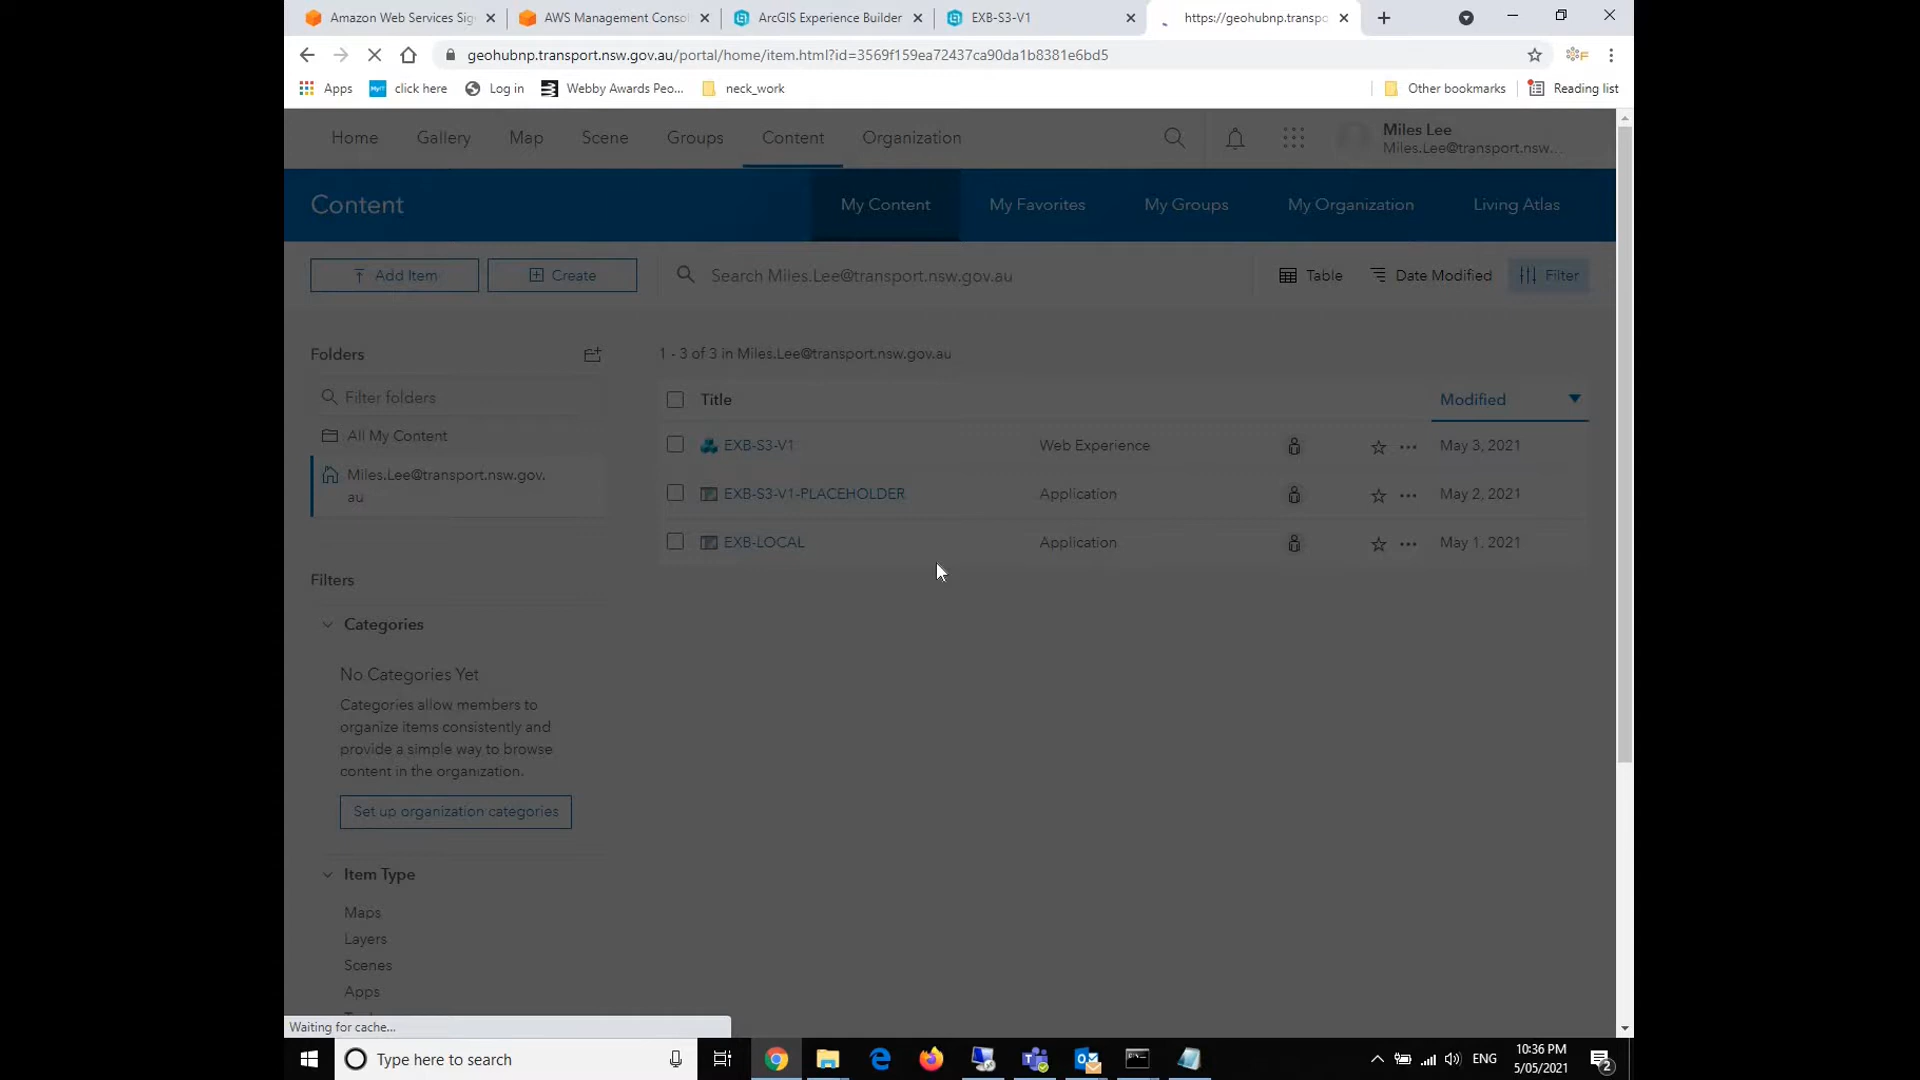 Amazon Web Services Sig
AWS Management Consol
ArcGIS Experience Builder
EXB-S3-V1
https://geohubnp.transpo
geohubnp.transport.nsw.gov.au/portal/home/item.html?id=3569f159ea72437ca90da1b8381e6bd5
Apps
click here
Log in
Webby Awards Peo...
neck_work
Other bookmarks
Reading list
Home
Gallery
Map
Scene
Groups
Content
Organization
Miles Lee
Miles.Lee@transport.nsw...
Content
My Content
My Favorites
My Groups
My Organization
Living Atlas
Add Item
Create
Search Miles.Lee@transport.nsw.gov.au
Table
Date Modified
Filter
Folders
1 - 3 of 3 in Miles.Lee@transport.nsw.gov.au
Filter folders
Title
Modified
All My Content
EXB-S3-V1
Web Experience
May 3, 2021
Miles.Lee@transport.nsw.gov.
au
EXB-S3-V1-PLACEHOLDER
Application
May 2, 2021
EXB-LOCAL
Application
May 1, 2021
Filters
Categories
No Categories Yet
Categories allow members to
organize items consistently and
provide a simple way to browse
content in the organization.
Set up organization categories
Item Type
Maps
Layers
Scenes
Apps
Waiting for cache...
Type here to search
ENG
10:36 PM
5/05/2021
2